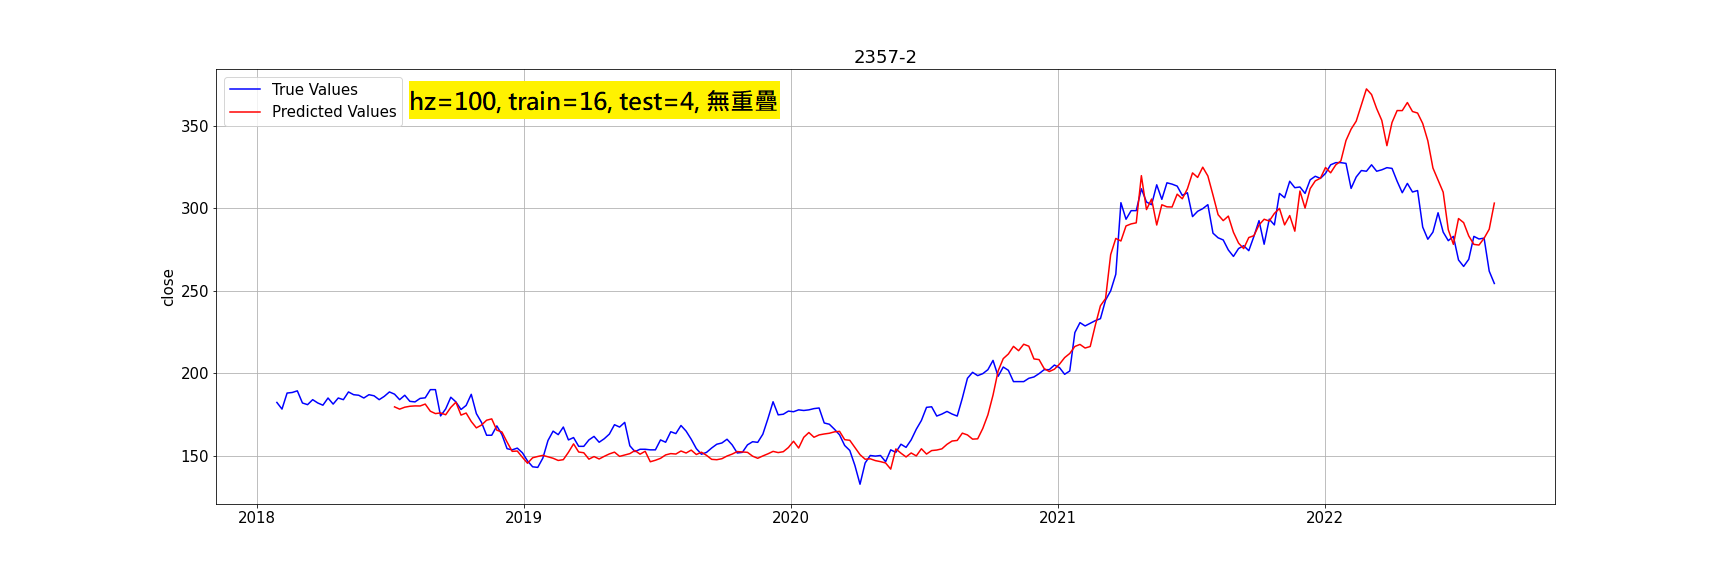 2357-2
True Values
Predicted Values
hz=100, train=16, test=4, 無重疊
close
350
300
250
200
150
2018
2019
2020
2021
2022